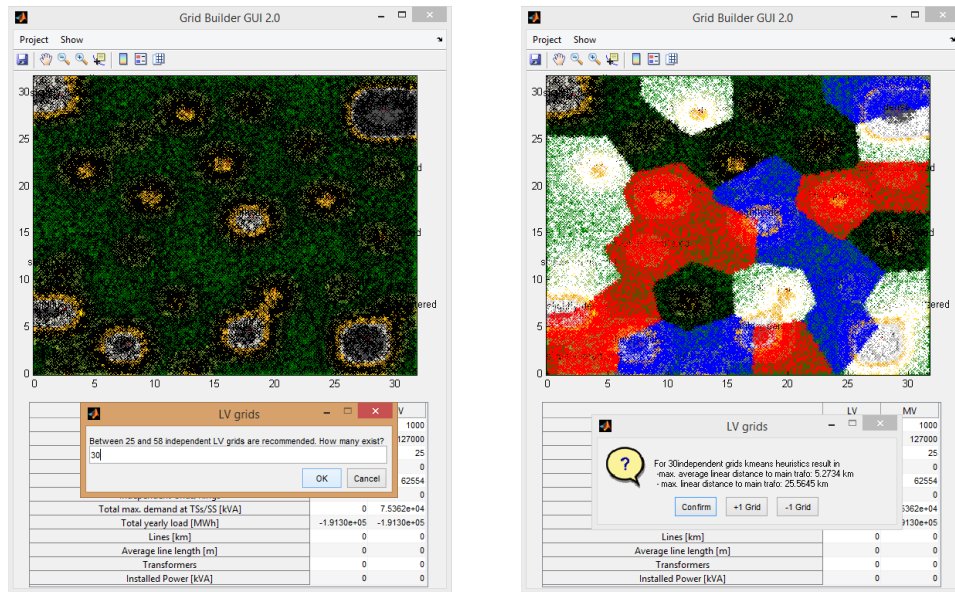 Grid Builder GUI 2.0
Project Show
30
25
20
15
10
5
0
0 5 10 15 20 25 30
LV grids
Between 25 and 58 independent LV grids are recommended. How many exist?
30
OK Cancel
V
1000
127000
25
0
62554
0
Total max. demand at TSs/SS [kVA] 0 7.5362e+04
Total yearly load [MWh] -1.9130e+05 -1.9130e+05
Lines [km] 0 0
Average line length [m] 0 0
Transformers 0 0
Installed Power [kVA] 0 0
Grid Builder GUI 2.0
Project Show
30
25
20
15
10
5
0
0 5 10 15 20 25 30
LV MV
1000
127000
25
0
62554
0
5362e+04
9130e+05
LV grids
?
For 30independent grids kmeans heuristics result in
-max. average linear distance to main trafo: 5.2734 km
- max. linear distance to main trafo: 25.5645 km
Confirm +1 Grid -1 Grid
Lines [km] 0 0
Average line length [m] 0 0
Transformers 0 0
Installed Power [kVA] 0 0